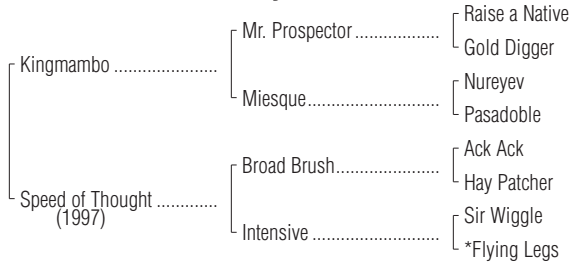 Raise a Native
Mr. Prospector ..................
Gold Digger
Kingmambo ......................
Nureyev
Miesque............................
Pasadoble
Ack Ack
Broad Brush......................
Hay Patcher
Speed of Thought .............
(1997)
Sir Wiggle
Intensive ...........................
*Flying Legs